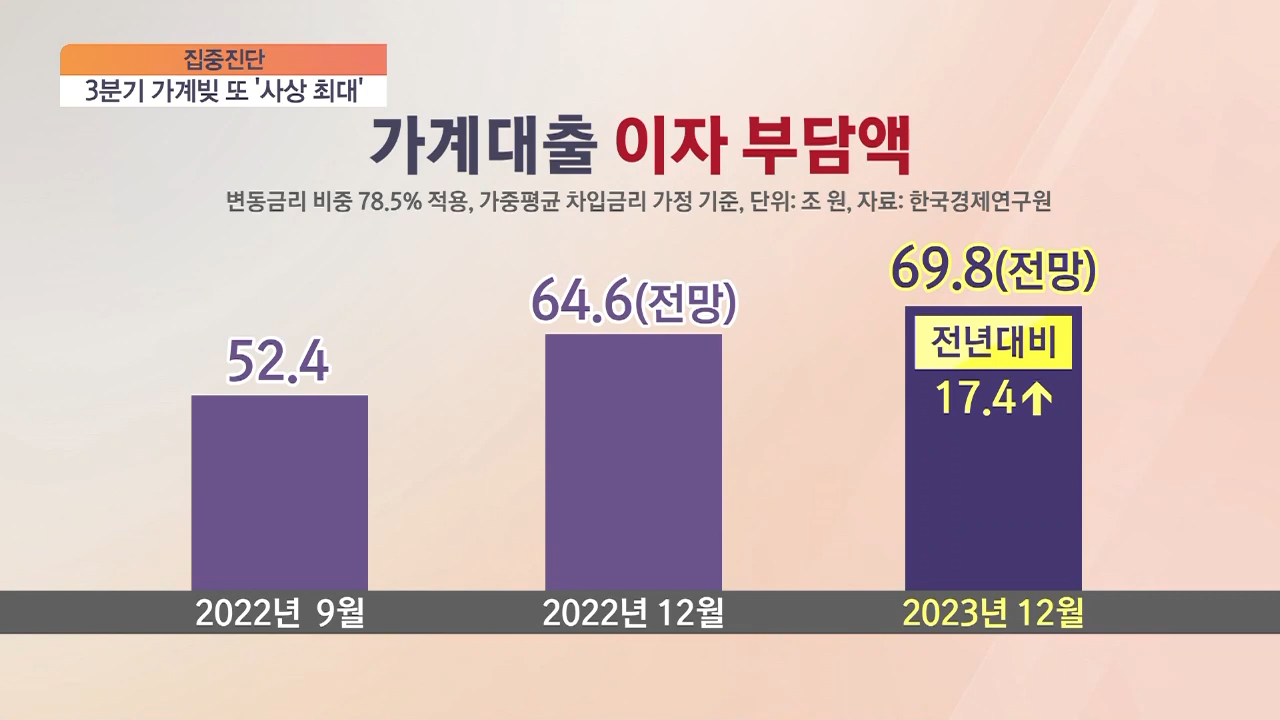 집중진단
3분기 가계빚 또 '사상 최대'
가계대출 이자 부담액
변동금리 비중 78.5% 적용, 가중평균 차입금리 가정 기준, 단위: 조 원, 자료: 한국경제연구원
52.4
64.6(전망)
69.8(전망)
전년대비
17.4↑
2022년 9월
2022년 12월
2023년 12월